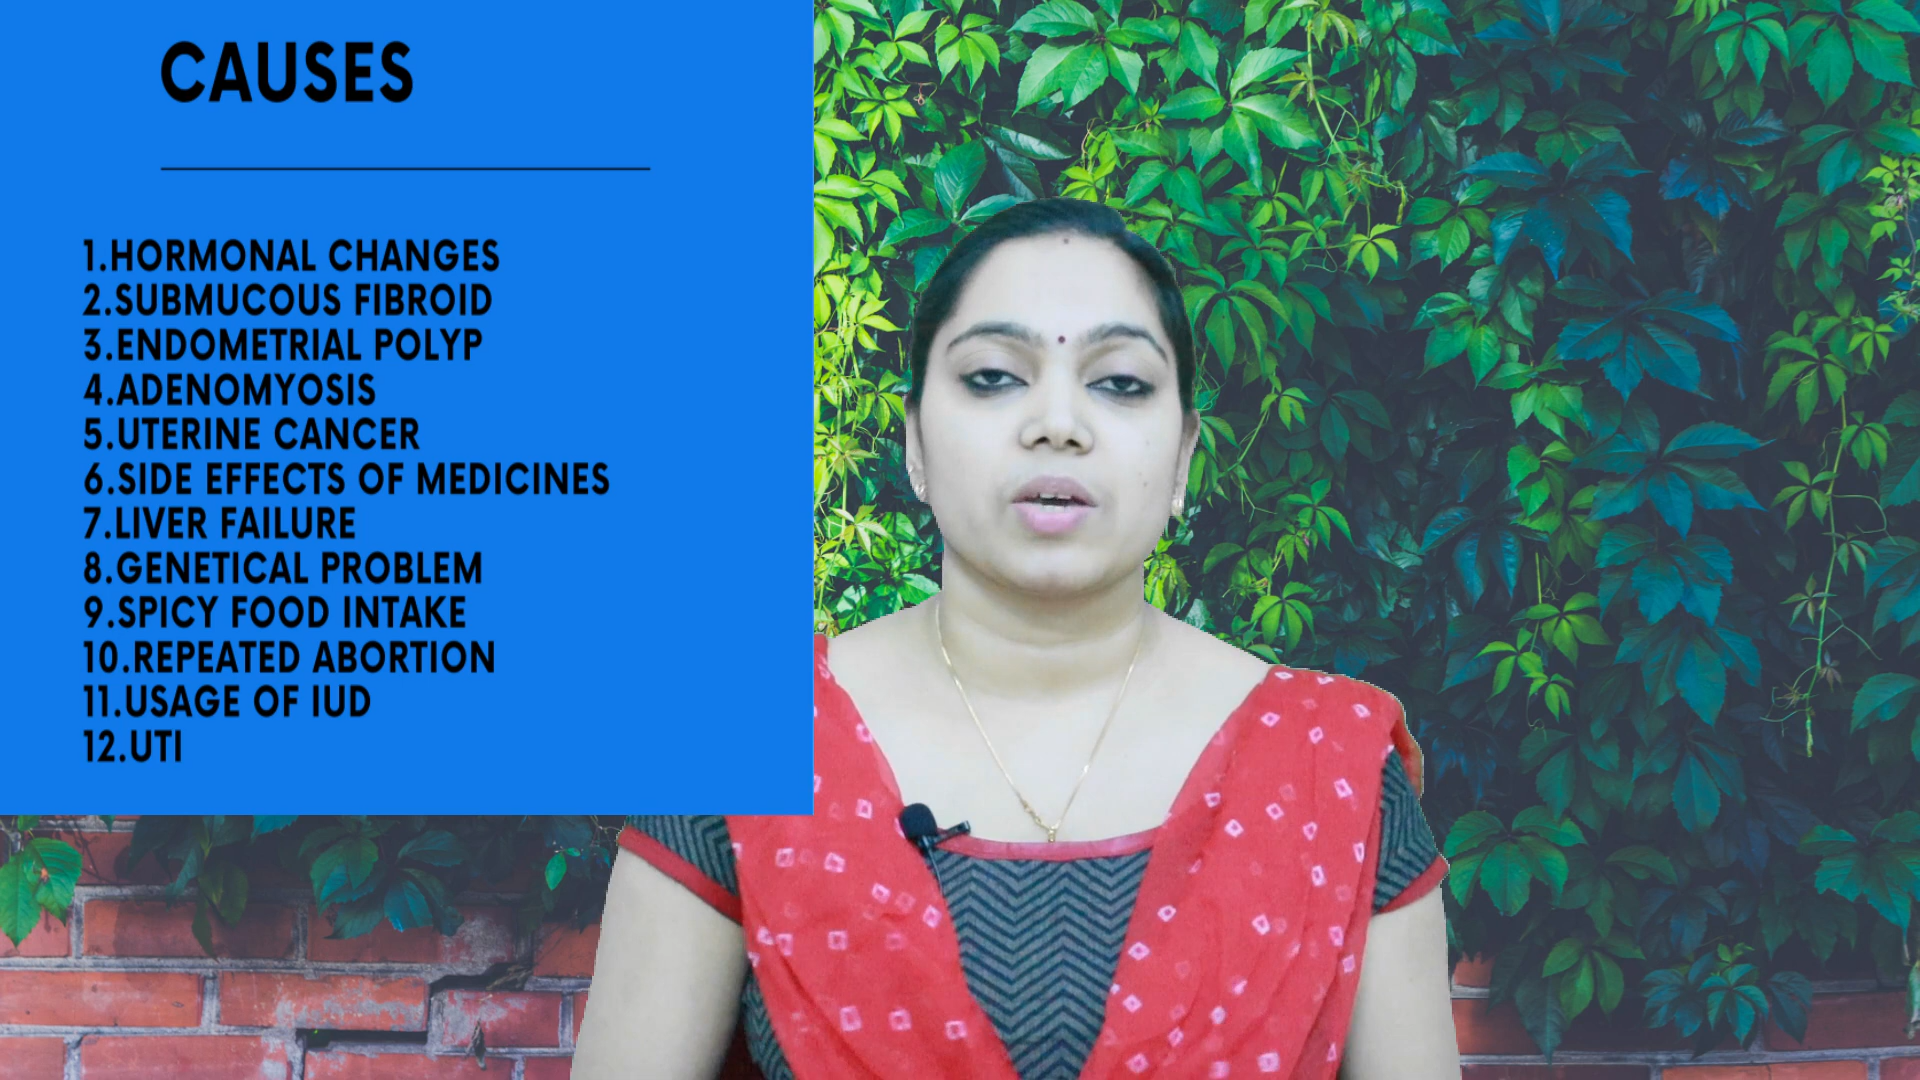 CAUSES
1.HORMONAL CHANGES
2.SUBMUCOUS FIBROID
3.ENDOMETRIAL POLYP
4.ADENOMYOSIS
5.UTERINE CANCER
6.SIDE EFFECTS OF MEDICINES
7.LIVER FAILURE
8.GENETICAL PROBLEM
9.SPICY FOOD INTAKE
10.REPEATED ABORTION
11.USAGE OF IUD
12.UTI